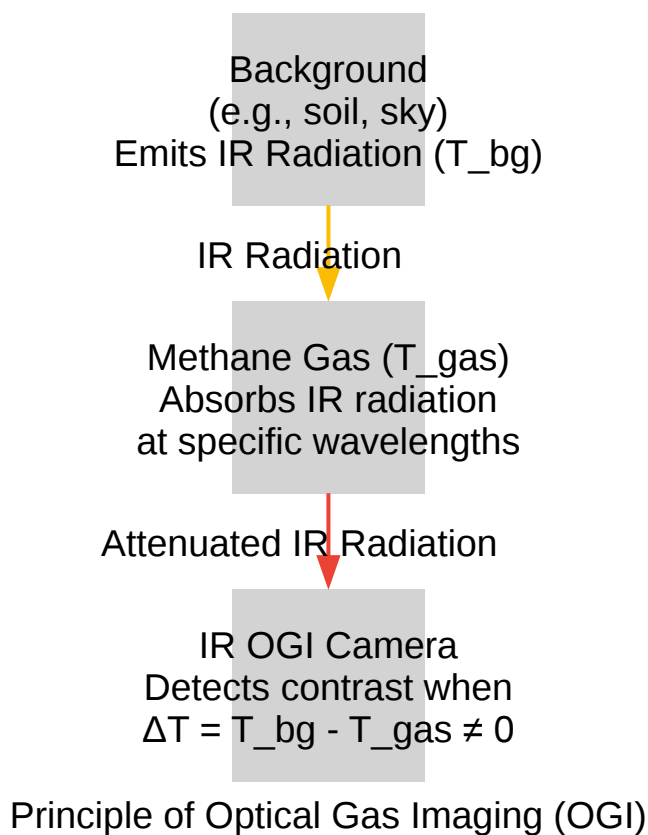 Background
(e.g., soil, sky)
Emits IR Radiation (T_bg)
IR Radiation
Methane Gas (T_gas)
Absorbs IR radiation
at specific wavelengths
Attenuated IR Radiation
IR OGI Camera
Detects contrast when
ΔT = T_bg - T_gas ≠ 0
Principle of Optical Gas Imaging (OGI)